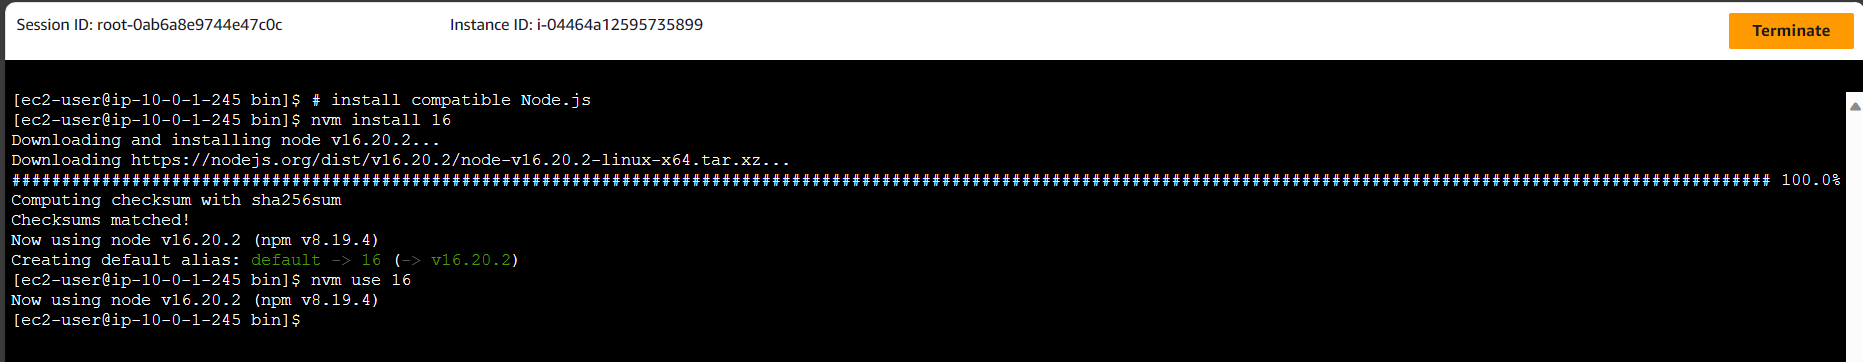 Session ID: root-0ab6a8e9744e47c0c Instance ID: i-04464a12595735899 Terminate
[ec2-user@ip-10-0-1-245 bin]$ # install compatible Node.js
[ec2-user@ip-10-0-1-245 bin]$ nvm install 16
Downloading and installing node v16.20.2...
Downloading https://nodejs.org/dist/v16.20.2/node-v16.20.2-linux-x64.tar.xz...
################################################################################################################################################################################ 100.0%
Computing checksum with sha256sum
Checksums matched!
Now using node v16.20.2 (npm v8.19.4)
Creating default alias: default -> 16 (-> v16.20.2)
[ec2-user@ip-10-0-1-245 bin]$ nvm use 16
Now using node v16.20.2 (npm v8.19.4)
[ec2-user@ip-10-0-1-245 bin]$